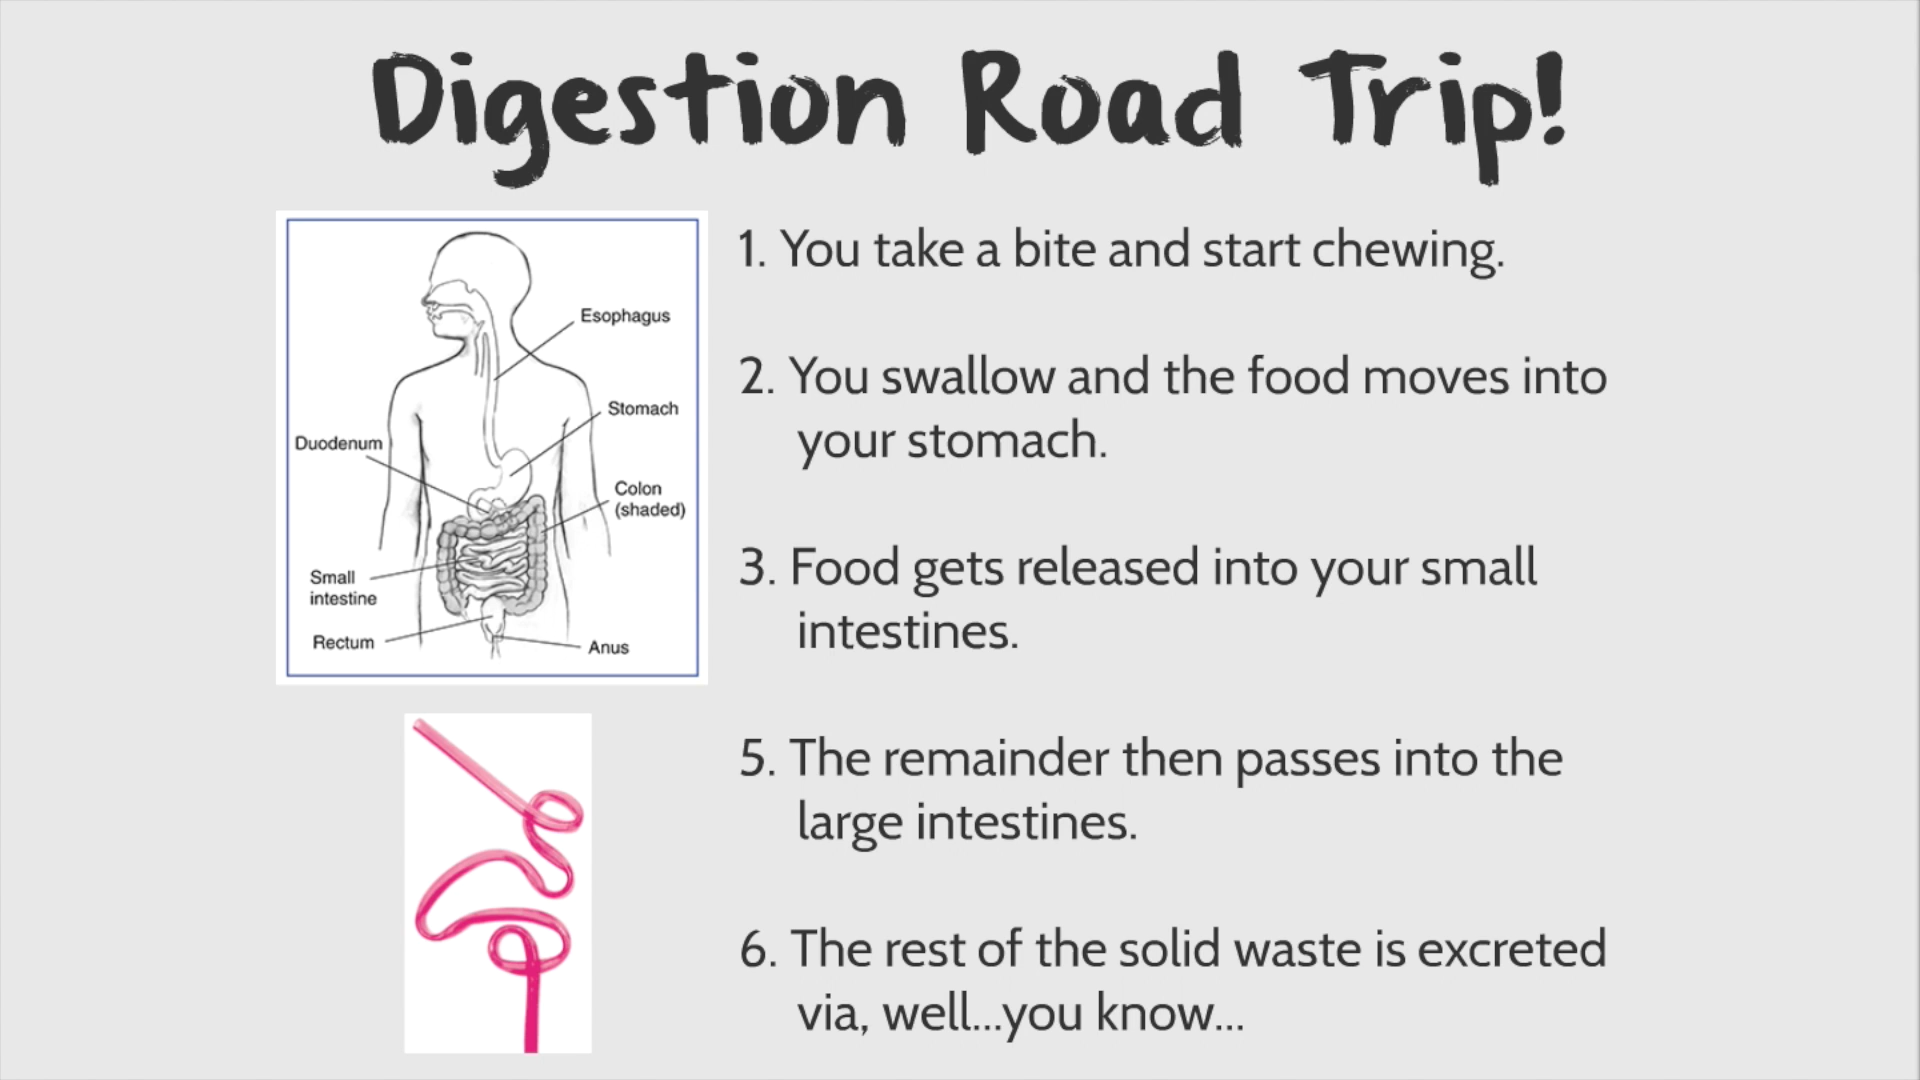 Digestion Road Trip!
Esophagus
Stomach
Duodenum
Colon
(shaded)
Small
intestine
Rectum
Anus
1. You take a bite and start chewing.
2. You swallow and the food moves into
your stomach.
3. Food gets released into your small
intestines.
5. The remainder then passes into the
large intestines.
6. The rest of the solid waste is excreted
via, well...you know...